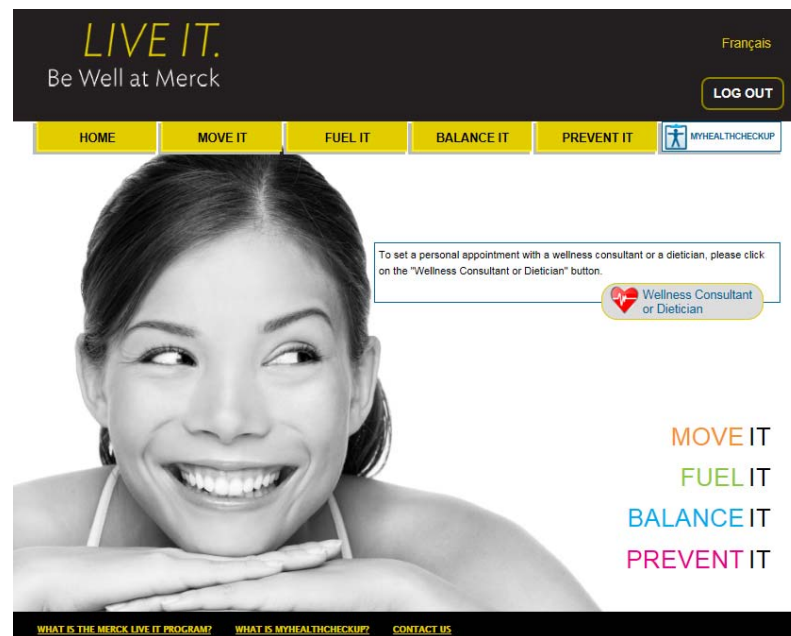 LIVE IT.
Be Well at Merck
Français
LOG OUT
HOME
MOVE IT
FUEL IT
BALANCE IT
PREVENT IT
MYHEALTHCHECKUP
To set a personal appointment with a wellness consultant or a dietician, please click
on the "Wellness Consultant or Dietician" button.
Wellness Consultant
or Dietician
MOVE IT
FUEL IT
BALANCE IT
PREVENT IT
WHAT IS THE MERCK LIVE IT PROGRAM?
WHAT IS MYHEALTHCHECKUP?
CONTACT US